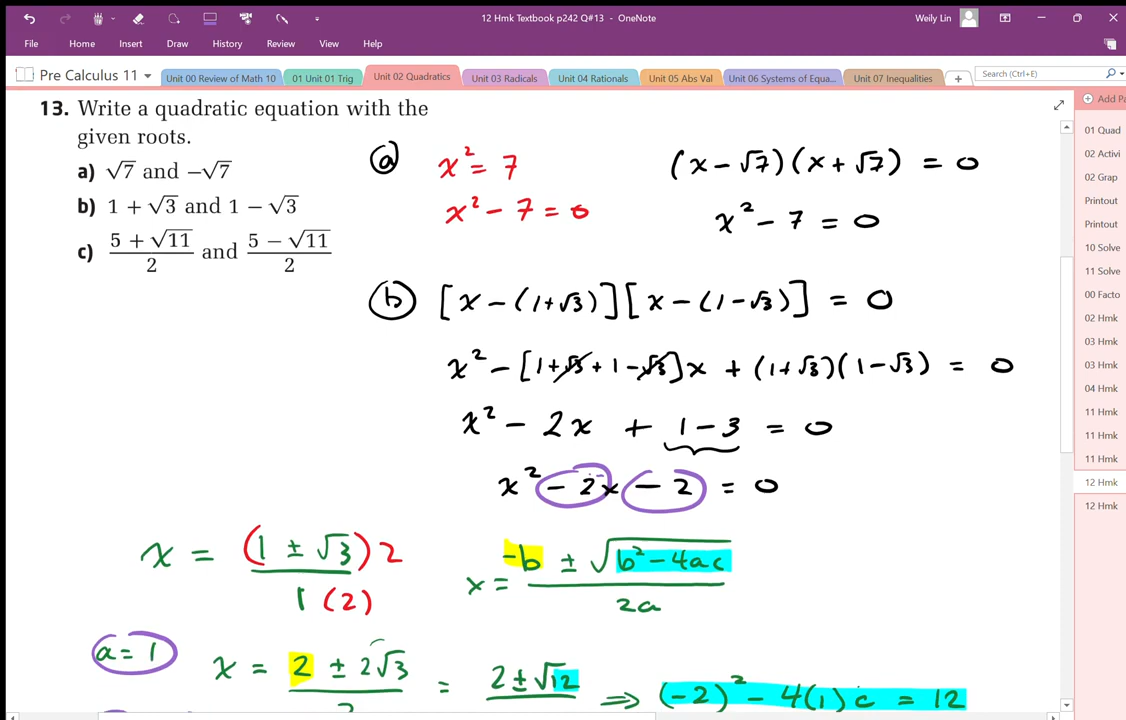 12 Hmk Textbook p242 Q#13 - OneNote
Weily Lin
File Home Insert Draw History Review View Help
Pre Calculus 11
Unit 00 Review of Math 10
01 Unit 01 Trig
Unit 02 Quadratics
Unit 03 Radicals
Unit 04 Rationals
Unit 05 Abs Val
Unit 06 Systems of Equa...
Unit 07 Inequalities
Search (Ctrl+E)
13. Write a quadratic equation with the
given roots.
a) √7 and −√7
b) 1 + √3 and 1 − √3
c) (5 + √11)/2 and (5 − √11)/2
ⓐ x² = 7
x² − 7 = 0
(x − √7)(x + √7) = 0
x² − 7 = 0
ⓑ [x − (1+√3)][x − (1−√3)] = 0
x² − [1+√3+1−√3]x + (1+√3)(1−√3) = 0
x² − 2x + 1−3 = 0
x² − 2x − 2 = 0
x = (1 ± √3)2 / 1(2)
x = −b ± √b²−4ac / 2a
a = 1
x = 2 ± 2√3 / 2 = 2 ± √12
⇒ (−2)² − 4(1)c = 12
Add Pa
01 Quad
02 Activi
02 Grap
Printout
Printout
10 Solve
11 Solve
00 Facto
02 Hmk
03 Hmk
03 Hmk
04 Hmk
11 Hmk
11 Hmk
11 Hmk
12 Hmk
12 Hmk